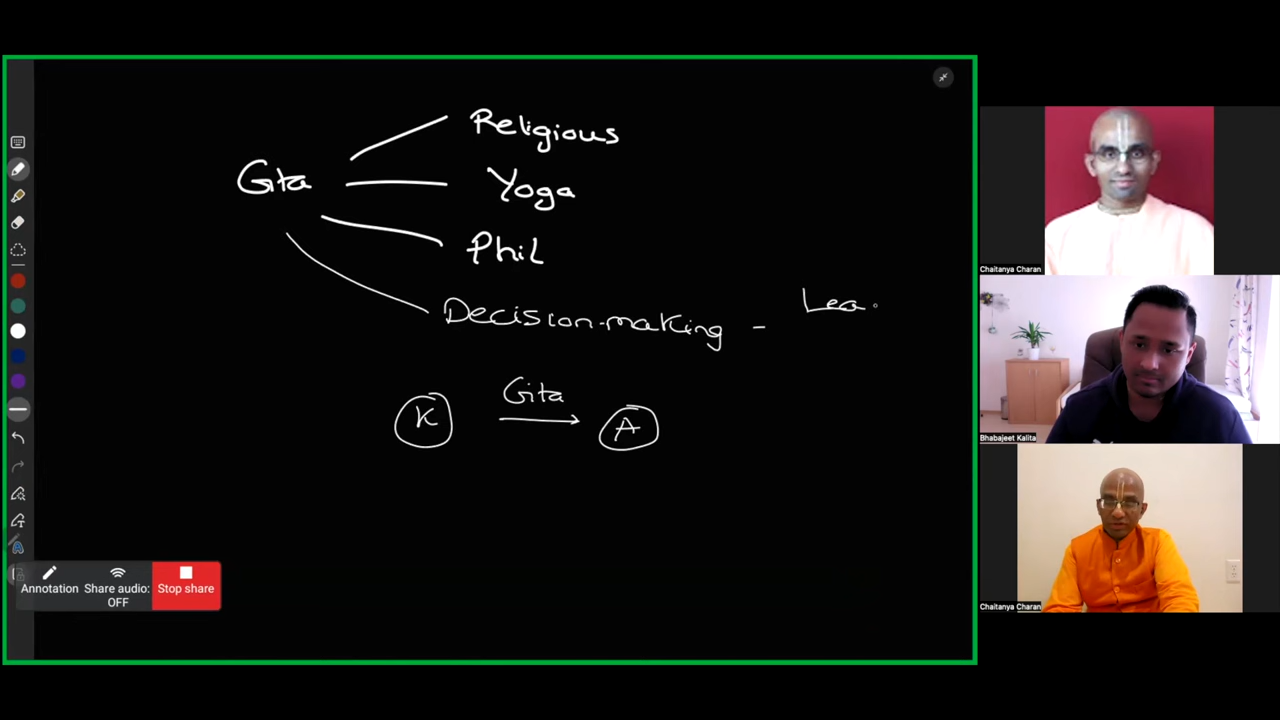 Religious
Gita
Yoga
Phil
Decision-making - Lea
Gita
K
A
Annotation
Share audio: OFF
Stop share
Chaitanya Charan
Bhabajeet Kalita
Chaitanya Charan